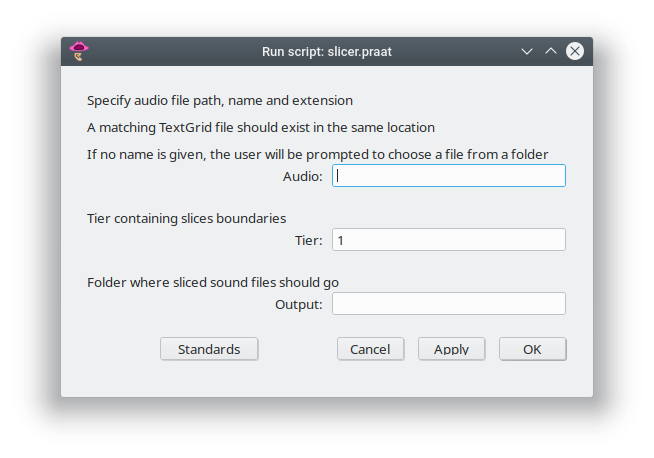 Run script: slicer.praat
Specify audio file path, name and extension
A matching TextGrid file should exist in the same location
If no name is given, the user will be prompted to choose a file from a folder
Audio:
Tier containing slices boundaries
Tier: 1
Folder where sliced sound files should go
Output:
Standards Cancel Apply OK